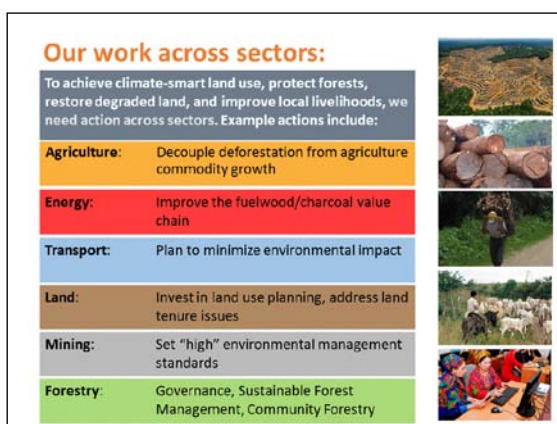 Our work across sectors:
To achieve climate-smart land use, protect forests,
restore degraded land, and improve local livelihoods, we
need action across sectors. Example actions include:
Agriculture: Decouple deforestation from agriculture
commodity growth
Energy: Improve the fuelwood/charcoal value
chain
Transport: Plan to minimize environmental impact
Land: Invest in land use planning, address land
tenure issues
Mining: Set "high" environmental management
standards
Forestry: Governance, Sustainable Forest
Management, Community Forestry